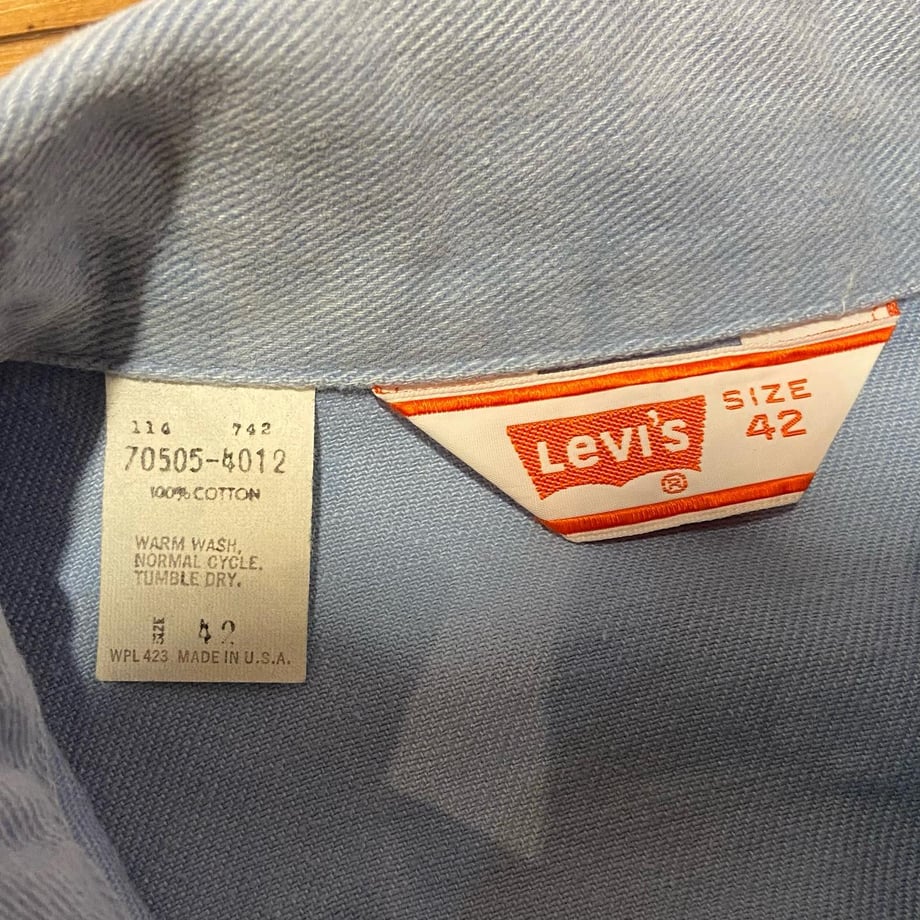 116 742
70505-4012
100% COTTON
WARM WASH,
NORMAL CYCLE.
TUMBLE DRY.
SIZE 42
WPL 423 MADE IN U.S.A.
Levi's
®
SIZE
42